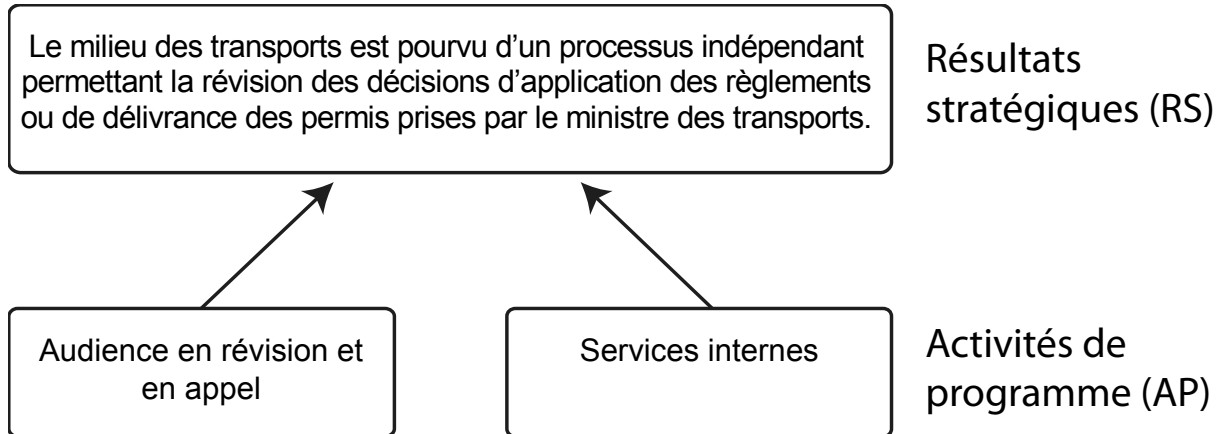 Le milieu des transports est pourvu d’un processus indépendant
permettant la révision des décisions d’application des règlements
ou de délivrance des permis prises par le ministre des transports.
Résultats
stratégiques (RS)
Audience en révision et
en appel
Services internes
Activités de
programme (AP)